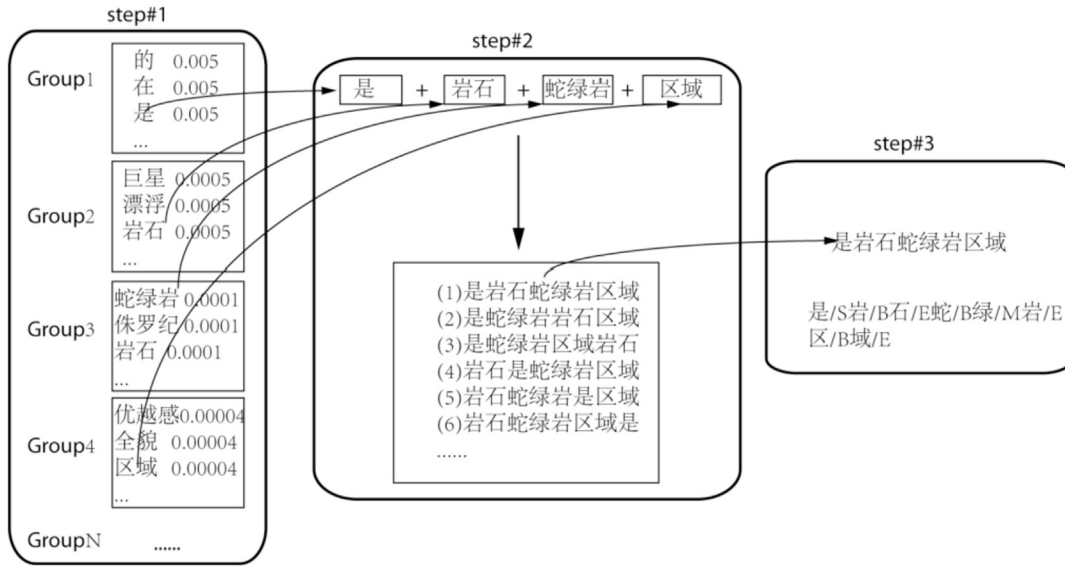 step#1
Group1
的 0.005
在 0.005
是 0.005
...
Group2
巨星 0.0005
漂浮 0.0005
岩石 0.0005
...
Group3
蛇绿岩 0.0001
侏罗纪 0.0001
岩石 0.0001
...
Group4
优越感 0.00004
全貌 0.00004
区域 0.00004
...
GroupN ......
step#2
是 + 岩石 + 蛇绿岩 + 区域
(1)是岩石蛇绿岩区域
(2)是蛇绿岩岩石区域
(3)是蛇绿岩区域岩石
(4)岩石是蛇绿岩区域
(5)岩石蛇绿岩是区域
(6)岩石蛇绿岩区域是
......
step#3
是岩石蛇绿岩区域
是/S岩/B石/E蛇/B绿/M岩/E
区/B域/E